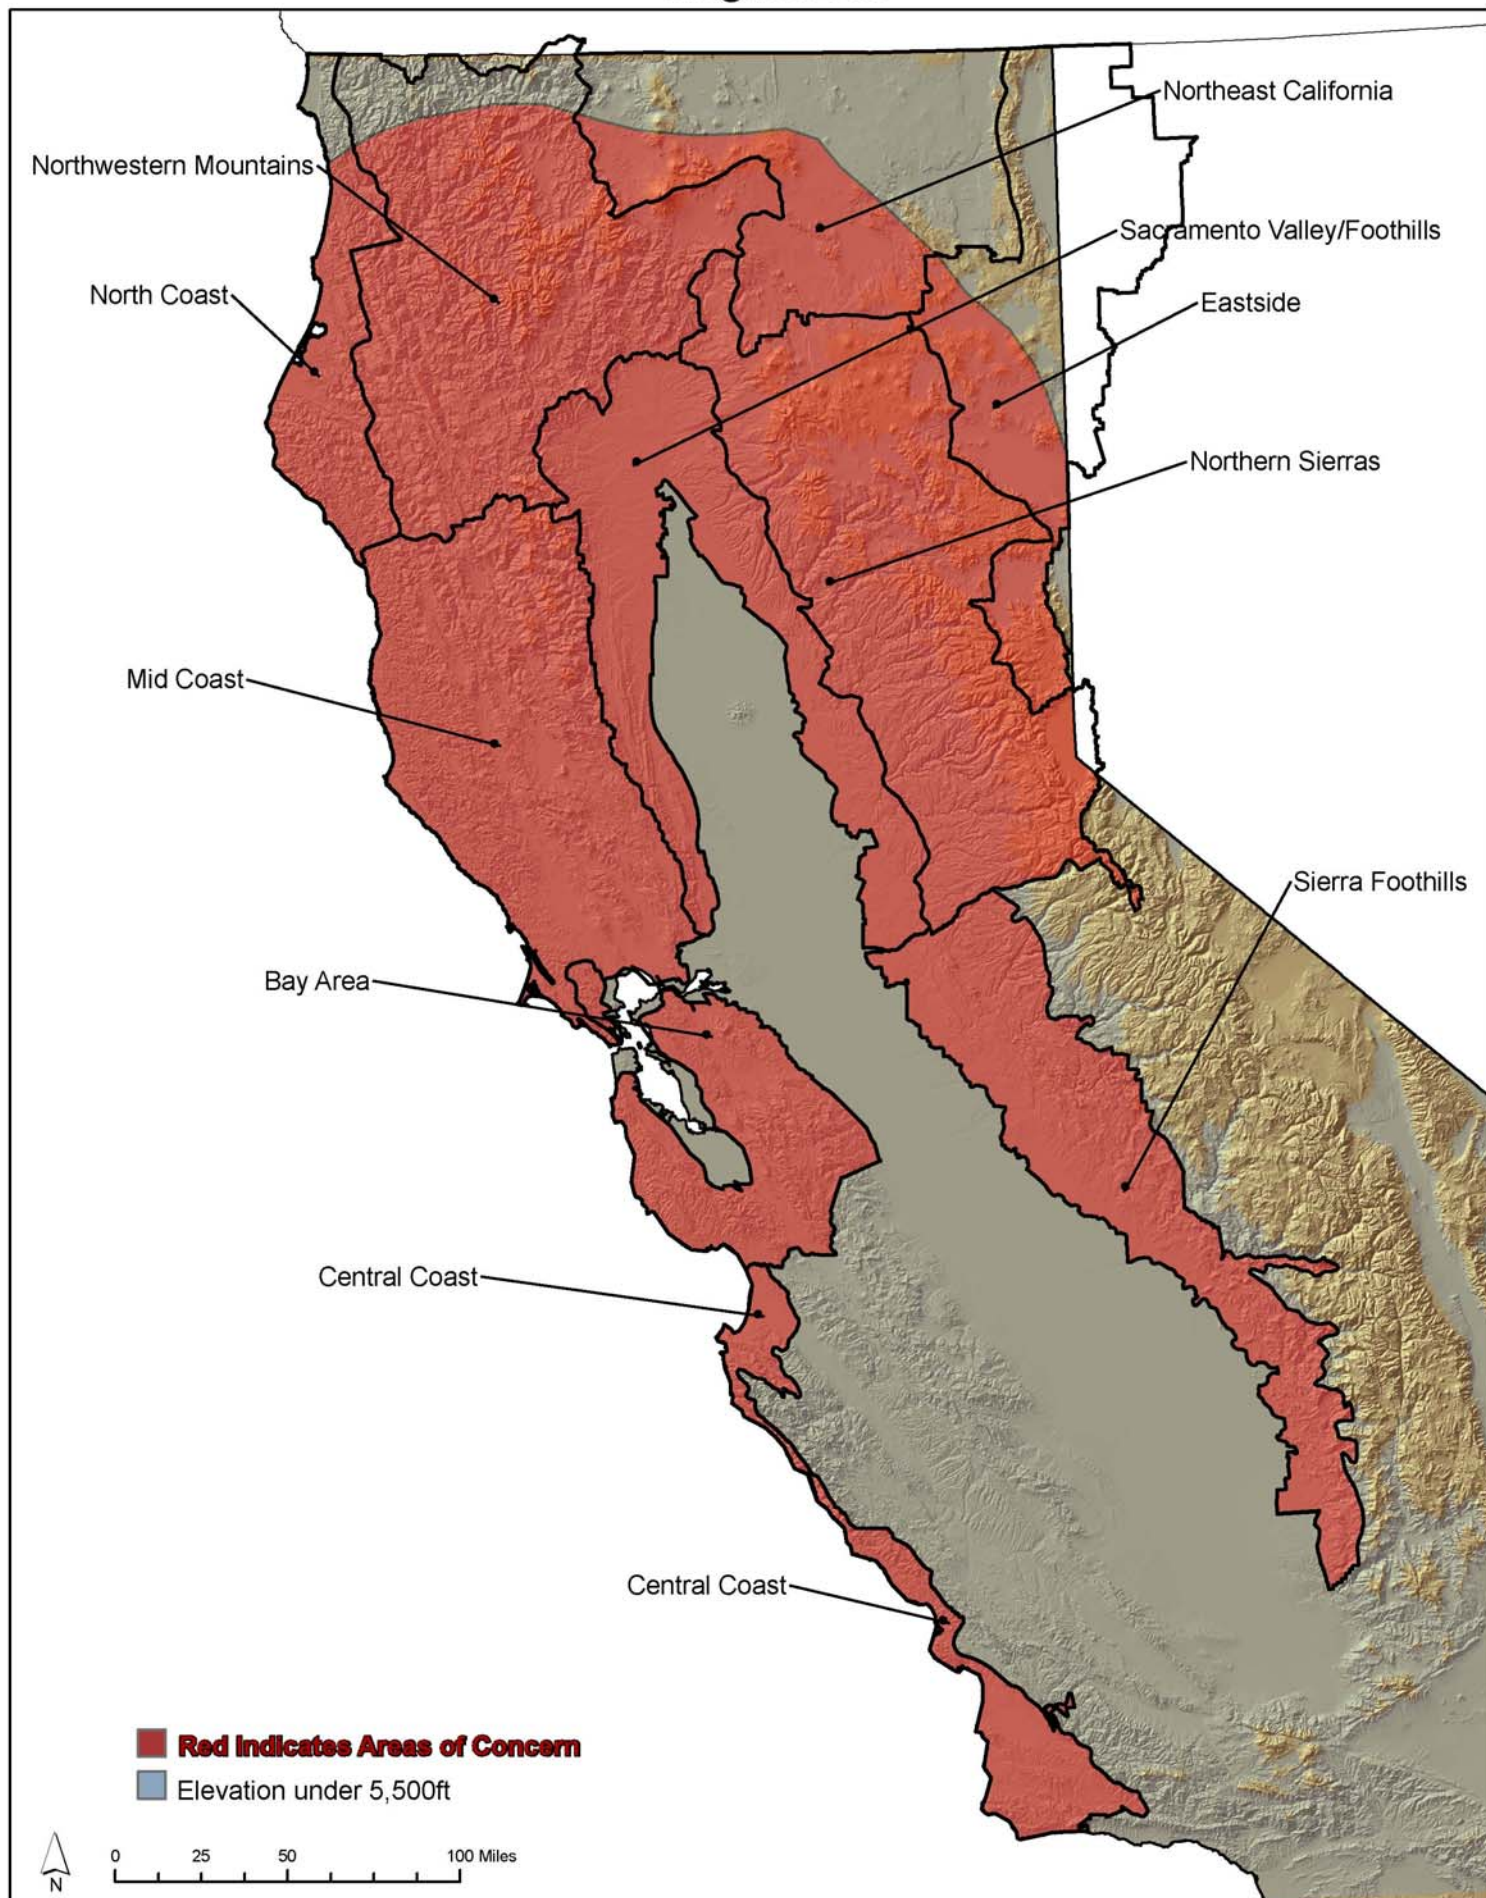 Northeast California
Northwestern Mountains
Sacramento Valley/Foothills
North Coast
Eastside
Northern Sierras
Mid Coast
Sierra Foothills
Bay Area
Central Coast
Central Coast
Red Indicates Areas of Concern
Elevation under 5,500ft
0 25 50 100 Miles
N